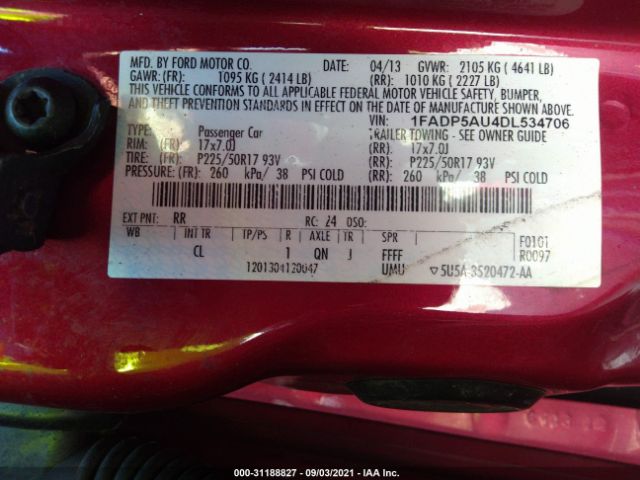 MFD. BY FORD MOTOR CO. DATE: 04/13 GVWR: 2105 KG ( 4641 LB)
GAWR: (FR): 1095 KG ( 2414 LB) (RR): 1010 KG ( 2227 LB)
THIS VEHICLE CONFORMS TO ALL APPLICABLE FEDERAL MOTOR VEHICLE SAFETY, BUMPER,
AND THEFT PREVENTION STANDARDS IN EFFECT ON THE DATE OF MANUFACTURE SHOWN ABOVE.
VIN: 1FADP5AU4DL534706
TYPE: Passenger Car TRAILER TOWING - SEE OWNER GUIDE
RIM: (FR) 17x7.0J (RR): 17x7.0J
TIRE: (FR) P225/50R17 93V (RR): P225/50R17 93V
PRESSURE: (FR) 260 kPa/ 38 PSI COLD (RR): 260 kPa/ 38 PSI COLD
EXT PNT: RR RC: 24 DSO:
WB INT TR TP/PS R AXLE TR SPR F0101
CL 1 QN J FFFF R0097
1201304120047 UMU 5U5A-3520472-AA
000-31188827 - 09/03/2021 - IAA Inc.